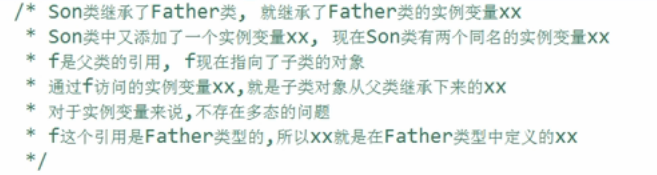 /* Son类继承了Father类, 就继承了Father类的实例变量xx
* Son类中又添加了一个实例变量xx, 现在Son类有两个同名的实例变量xx
* f是父类的引用, f现在指向了子类的对象
* 通过f访问的实例变量xx,就是子类对象从父类继承下来的xx
* 对于实例变量来说,不存在多态的问题
* f这个引用是Father类型的,所以xx就是在Father类型中定义的xx
*/